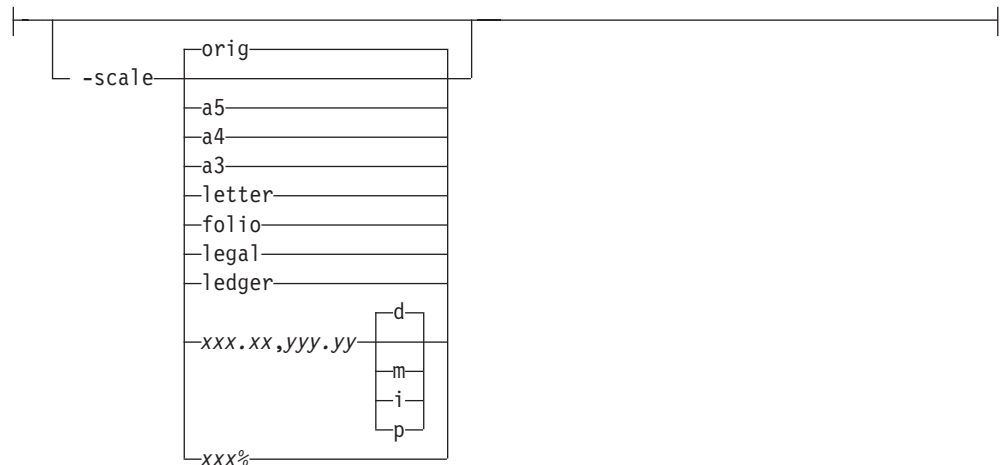 orig
-scale
a5
a4
a3
letter
folio
legal
ledger
d
xxx.xx,yyy.yy
m
i
p
xxx%